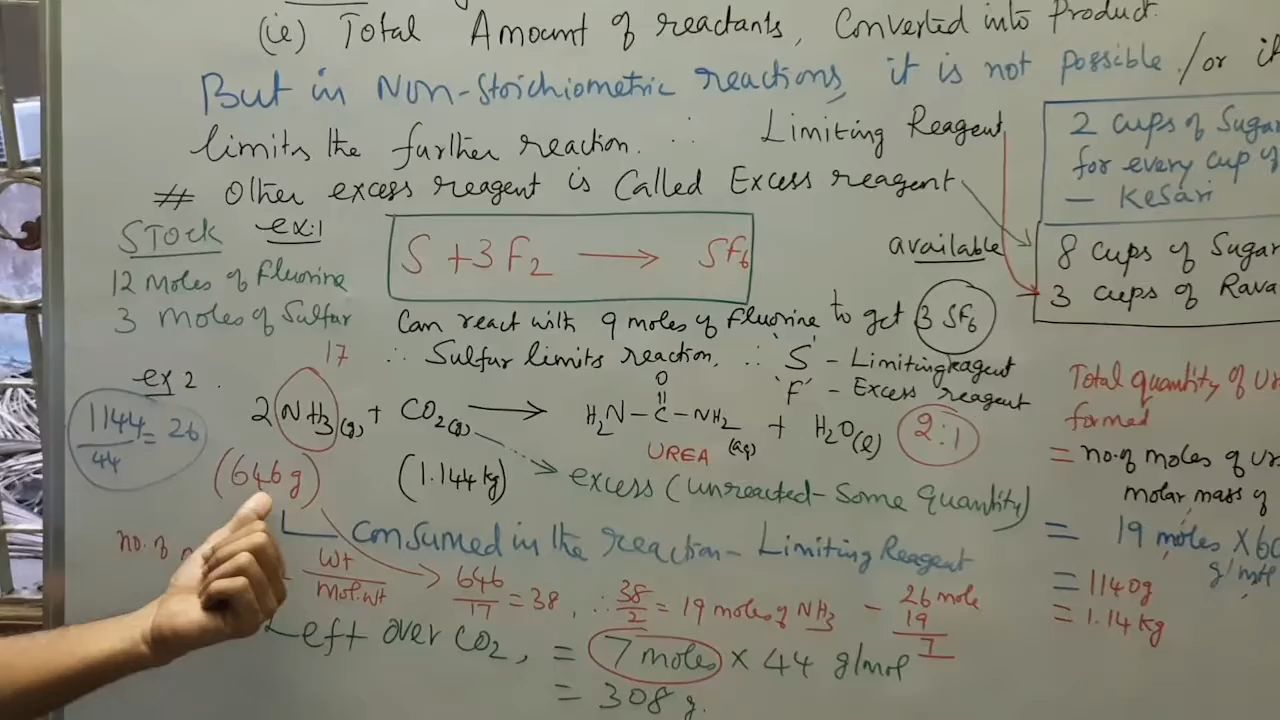 (ie) Total Amount of reactants, Converted into Product.
But in Non-Stoichiometric reactions, it is not possible /or it
limits the further reaction. ∴ Limiting Reagent
# Other excess reagent is Called Excess reagent
2 cups of Sugar
for every cup of
– Kesari
8 cups of Sugar
3 cups of Rava
available
STOCK ex:1
12 Moles of Fluorine
3 Moles of Sulfur
S + 3F₂ ⟶ SF₆
Can react with 9 moles of Fluorine to get 3 SF₆
∴ Sulfur limits reaction, ∴ 'S' - Limiting reagent
'F' - Excess reagent
17
ex 2.
2 NH₃(g) + CO₂(g) ⟶ H₂N – C – NH₂ (aq) + H₂O(l) 2:1
O
UREA
1144/44 = 26
(646g) (1.144 kg) excess (unreacted - Some Quantity)
Consumed in the reaction - Limiting Reagent
no. of
wt/mol.wt → 646/17 = 38, ∴ 38/2 = 19 moles of NH₃ – 26 mole
19
7
Left over CO₂, = 7 moles × 44 g/mol
= 308 g.
Total quantity of
formed
= no. of moles of
molar mass of
= 19 moles × 60
g/mol
= 1140g
= 1.14 kg